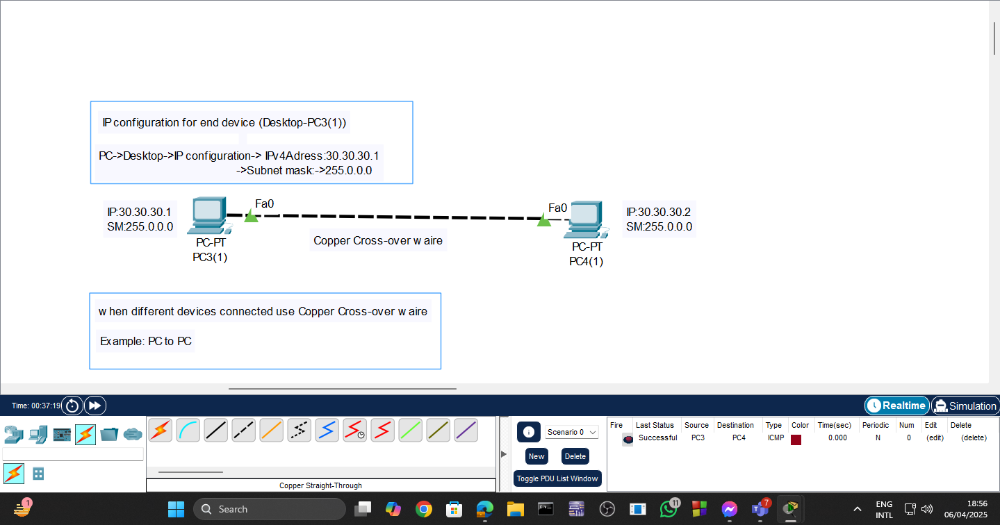 IP configuration for end device (Desktop-PC3(1))
PC->Desktop->IP configuration-> IPv4Adress:30.30.30.1
->Subnet mask:->255.0.0.0
IP:30.30.30.1
SM:255.0.0.0
Fa0
PC-PT
PC3(1)
Copper Cross-over waire
Fa0
PC-PT
PC4(1)
IP:30.30.30.2
SM:255.0.0.0
when different devices connected use Copper Cross-over waire
Example: PC to PC
Time: 00:37:19
Realtime
Simulation
Scenario 0
New
Delete
Toggle PDU List Window
Fire Last Status Source Destination Type Color Time(sec) Periodic Num Edit Delete
Successful PC3 PC4 ICMP 0.000 N 0 (edit) (delete)
Copper Straight-Through
1
Search
11
7
ENG
INTL
18:56
06/04/2025